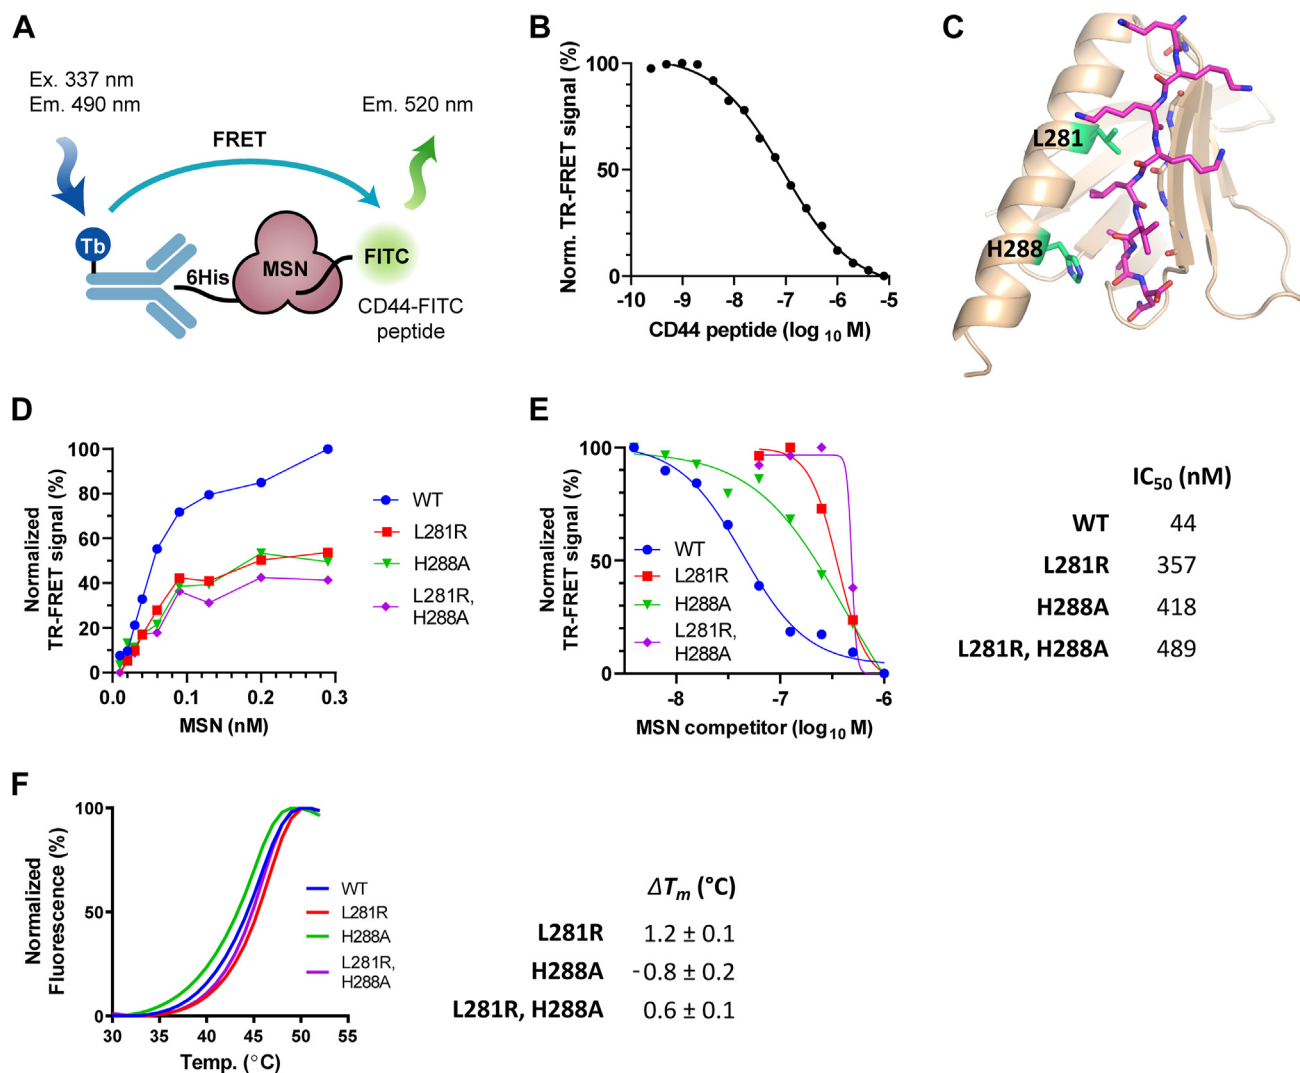 A
Ex. 337 nm
Em. 490 nm
Em. 520 nm
FRET
Tb
6His
MSN
FITC
CD44-FITC
peptide
B
Norm. TR-FRET signal (%)
100
50
0
-10
-9
-8
-7
-6
-5
CD44 peptide (log 10 M)
C
L281
H288
D
Normalized
TR-FRET signal (%)
100
80
60
40
20
0
0.0
0.1
0.2
0.3
MSN (nM)
WT
L281R
H288A
L281R,
H288A
E
Normalized
TR-FRET signal (%)
100
50
0
-8
-7
-6
MSN competitor (log10 M)
WT
L281R
H288A
L281R,
H288A
IC50 (nM)
WT 44
L281R 357
H288A 418
L281R, H288A 489
F
Normalized
Fluorescence (%)
100
50
0
30
35
40
45
50
55
Temp. (°C)
WT
L281R
H288A
L281R,
H288A
ΔTm (°C)
L281R 1.2 ± 0.1
H288A -0.8 ± 0.2
L281R, H288A 0.6 ± 0.1